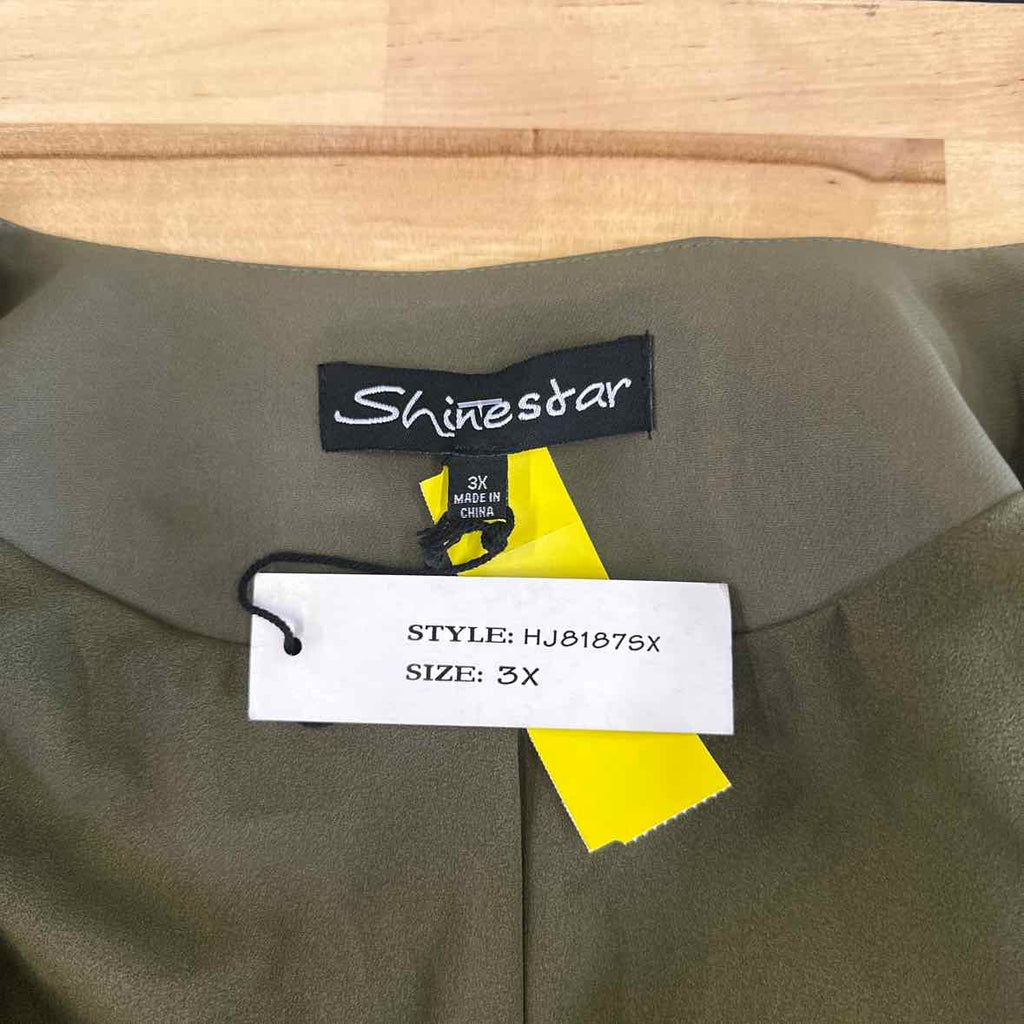 Shinestar
3X
MADE IN
CHINA
STYLE: HJ8187SX
SIZE: 3X